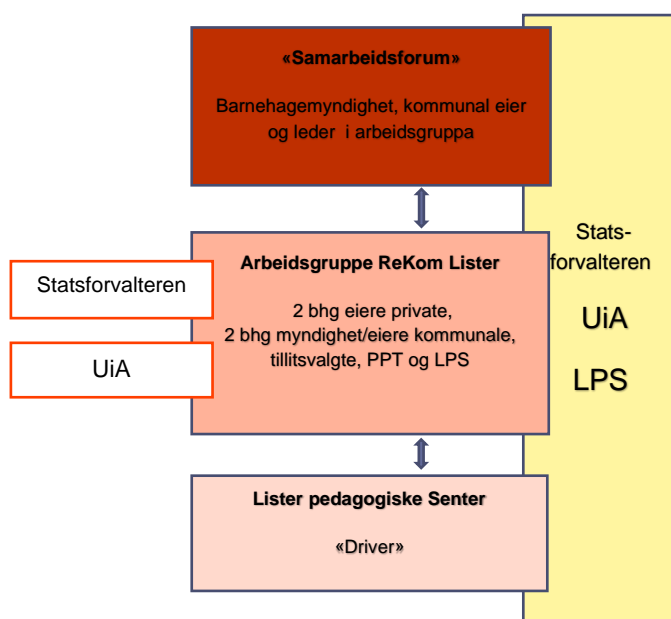 «Samarbeidsforum»
Barnehagemyndighet, kommunal eier
og leder i arbeidsgruppa
Arbeidsgruppe ReKom Lister
2 bhg eiere private,
2 bhg myndighet/eiere kommunale,
tillitsvalgte, PPT og LPS
Statsforvalteren
UiA
Lister pedagogiske Senter
«Driver»
Stats-
forvalteren
UiA
LPS